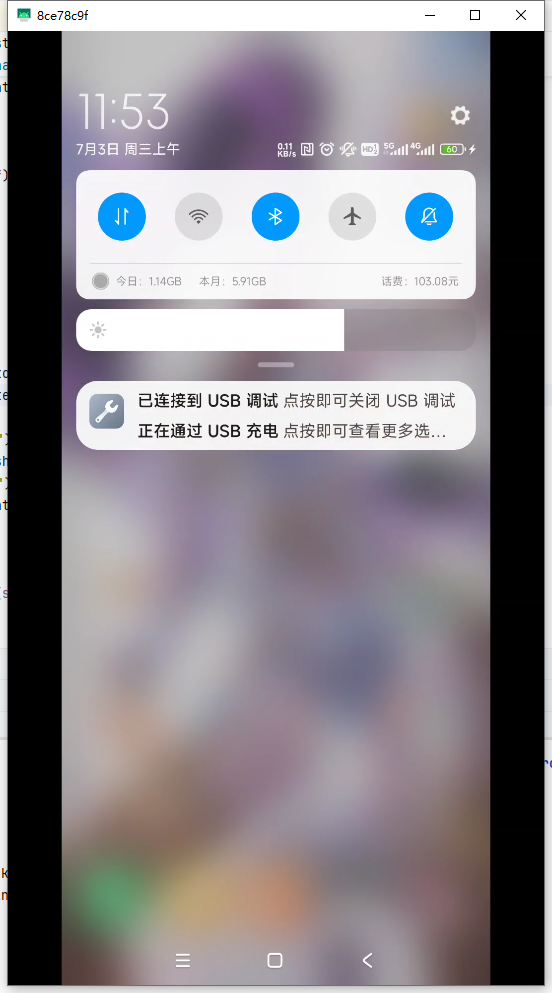 8ce78c9f
11:53
7月3日 周三上午
0.11
KB/s
HD
5G
4G
60
今日：1.14GB 本月：5.91GB 话费：103.08元
已连接到 USB 调试 点按即可关闭 USB 调试
正在通过 USB 充电 点按即可查看更多选...